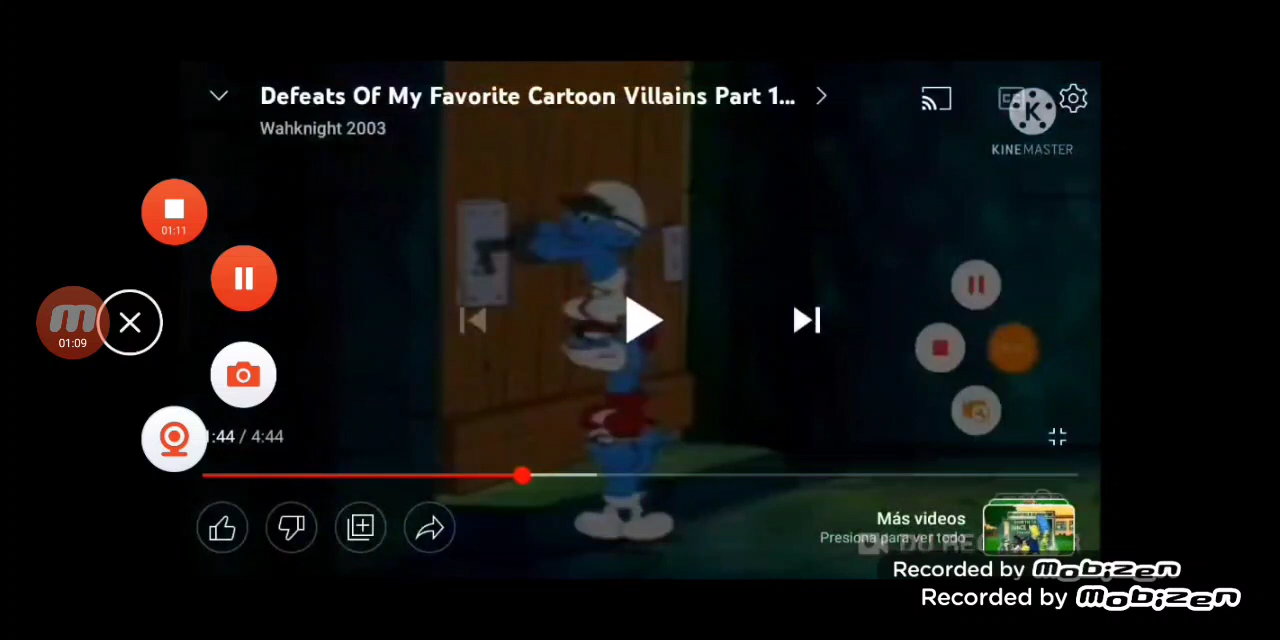 Defeats Of My Favorite Cartoon Villains Part 1...
Wahknight 2003
K
KINEMASTER
01:11
01:09
1:44 / 4:44
Más videos
Presiona para ver todo
Recorded by Mobizen
Recorded by Mobizen